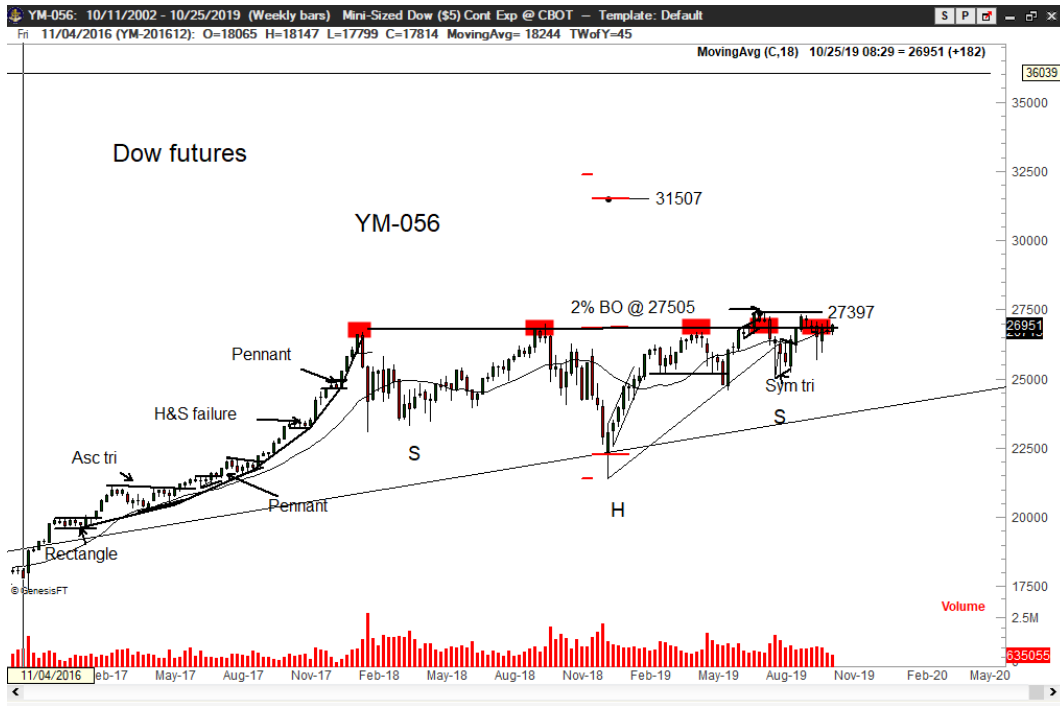 YM-056: 10/11/2002 - 10/25/2019 (Weekly bars) Mini-Sized Dow ($5) Cont Exp @ CBOT — Template: Default
S P
Fri 11/04/2016 (YM-201612): O=18065 H=18147 L=17799 C=17814 MovingAvg= 18244 TWofY=45
MovingAvg (C,18) 10/25/19 08:29 = 26951 (+182)
36039
35000
Dow futures
32500
31507
YM-056
30000
2% BO @ 27505
27500
27397
26951
Pennant
25000
Sym tri
H&S failure
S
S
Asc tri
22500
Pennant
H
20000
Rectangle
17500
© GenesisFT
Volume
2.5M
635055
11/04/2016 eb-17 May-17 Aug-17 Nov-17 Feb-18 May-18 Aug-18 Nov-18 Feb-19 May-19 Aug-19 Nov-19 Feb-20 May-20